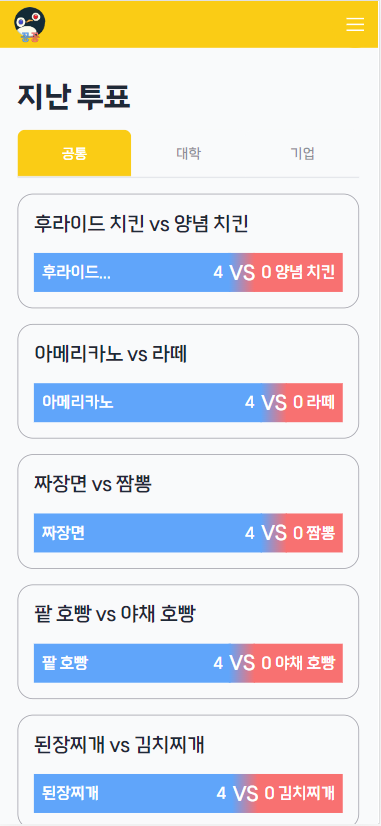 꽁꽁
지난 투표
공통 대학 기업
후라이드 치킨 vs 양념 치킨
후라이드... 4 VS 0 양념 치킨
아메리카노 vs 라떼
아메리카노 4 VS 0 라떼
짜장면 vs 짬뽕
짜장면 4 VS 0 짬뽕
팥 호빵 vs 야채 호빵
팥 호빵 4 VS 0 야채 호빵
된장찌개 vs 김치찌개
된장찌개 4 VS 0 김치찌개